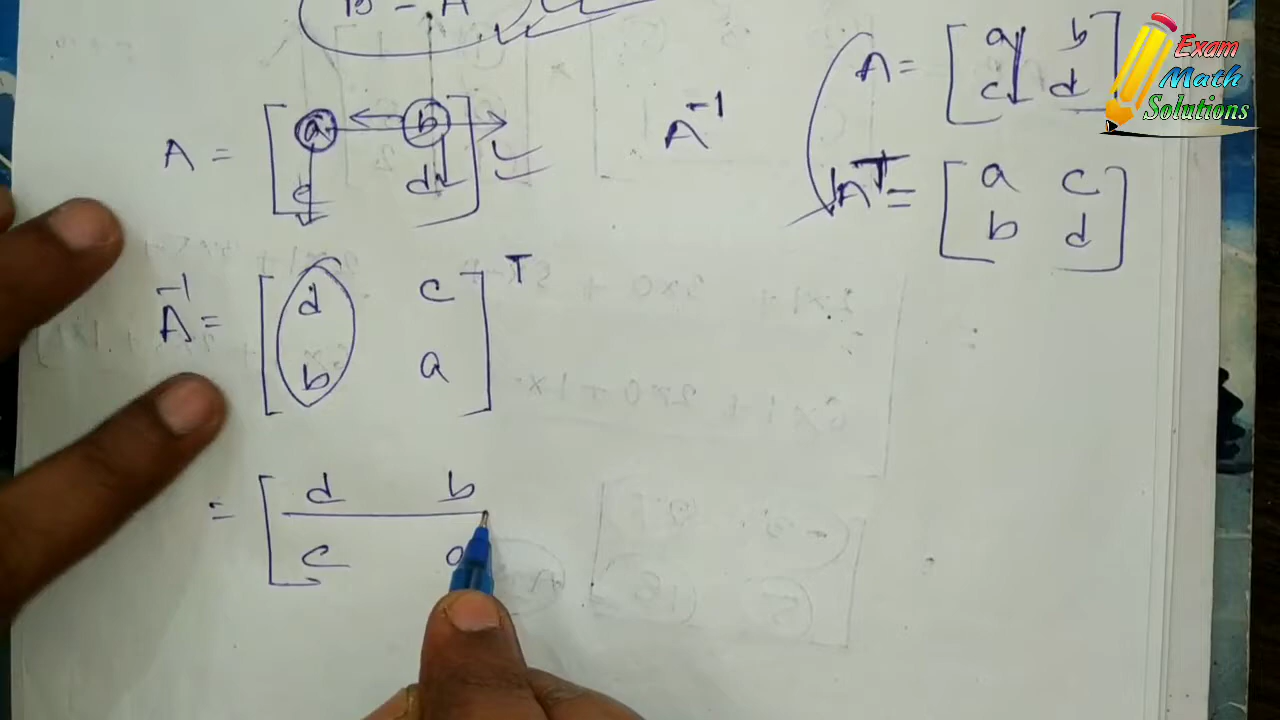 B = A
A = [ a b
c d ]
A⁻¹ = [ d c
b a ]ᵀ
= [ d b
c a
A⁻¹
A = [ a b
c d ]
Aᵀ = [ a c
b d ]
Exam
Math
Solutions